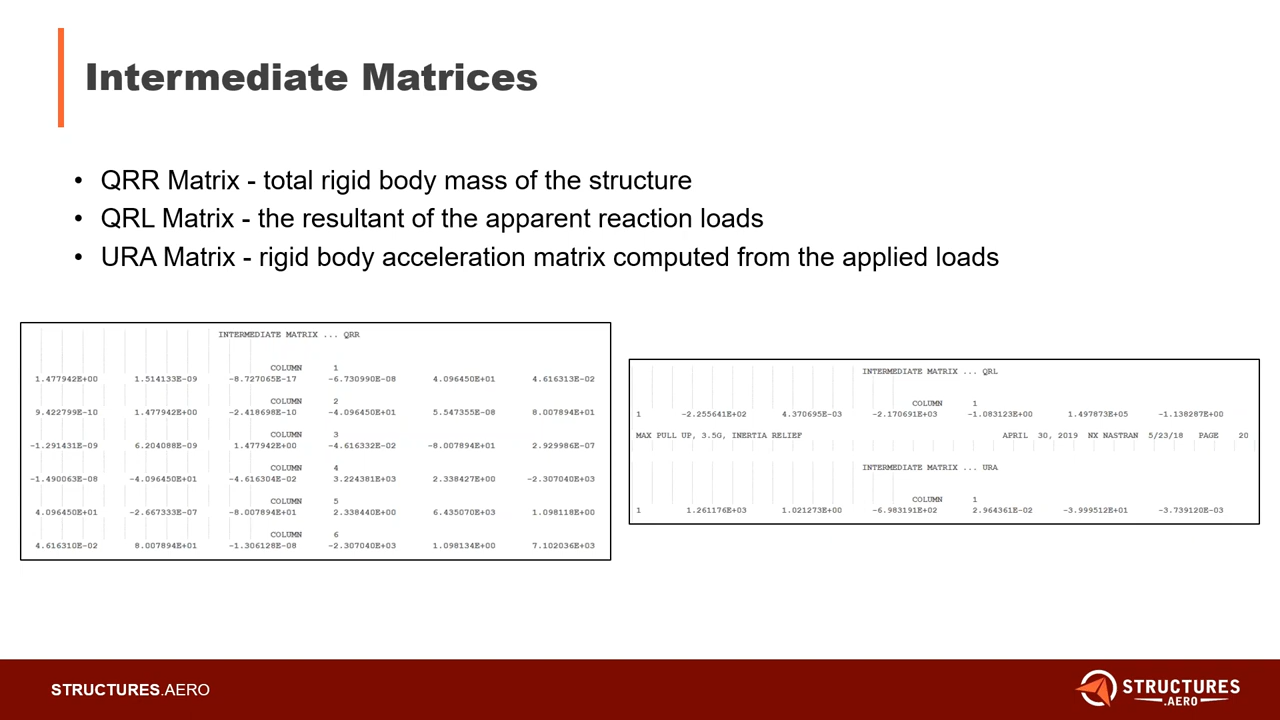 Intermediate Matrices
• QRR Matrix - total rigid body mass of the structure
• QRL Matrix - the resultant of the apparent reaction loads
• URA Matrix - rigid body acceleration matrix computed from the applied loads
INTERMEDIATE MATRIX ... QRR
COLUMN 1
1.477942E+00 1.514133E-09 -8.727065E-17 -6.730990E-08 4.096450E+01 4.616313E-02
COLUMN 2
9.422799E-10 1.477942E+00 -2.418698E-10 -4.096450E+01 5.547355E-08 8.007894E+01
COLUMN 3
-1.291431E-09 6.204088E-09 1.477942E+00 -4.616332E-02 -8.007894E+01 2.929986E-07
COLUMN 4
-1.490063E-08 -4.096450E+01 -4.616304E-02 3.224381E+03 2.338427E+00 -2.307040E+03
COLUMN 5
4.096450E+01 -2.667333E-07 -8.007894E+01 2.338440E+00 6.435070E+03 1.098118E+00
COLUMN 6
4.616310E-02 8.007894E+01 -1.306128E-08 -2.307040E+03 1.098134E+00 7.102036E+03
INTERMEDIATE MATRIX ... QRL
COLUMN 1
1 -2.255641E+02 4.370695E-03 -2.170691E+03 -1.083123E+00 1.497873E+05 -1.138287E+00
MAX PULL UP, 3.5G, INERTIA RELIEF APRIL 30, 2019 NX NASTRAN 5/23/18 PAGE 20
INTERMEDIATE MATRIX ... URA
COLUMN 1
1 1.261176E+03 1.021273E+00 -6.983191E+02 2.964361E-02 -3.999512E+01 -3.739120E-03
STRUCTURES.AERO
STRUCTURES
.AERO